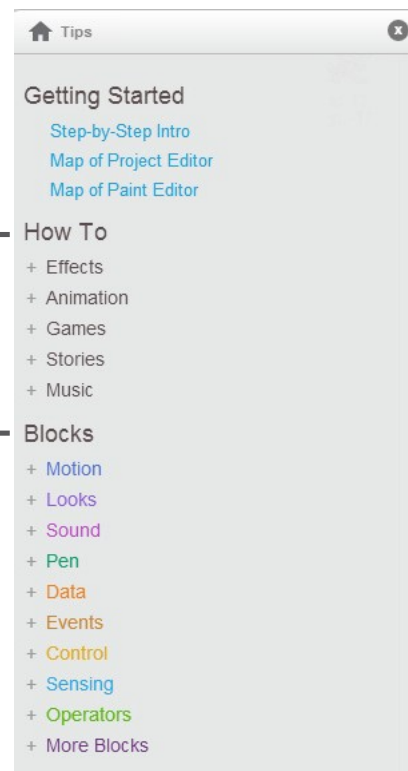 Tips
Getting Started
Step-by-Step Intro
Map of Project Editor
Map of Paint Editor
How To
+ Effects
+ Animation
+ Games
+ Stories
+ Music
Blocks
+ Motion
+ Looks
+ Sound
+ Pen
+ Data
+ Events
+ Control
+ Sensing
+ Operators
+ More Blocks